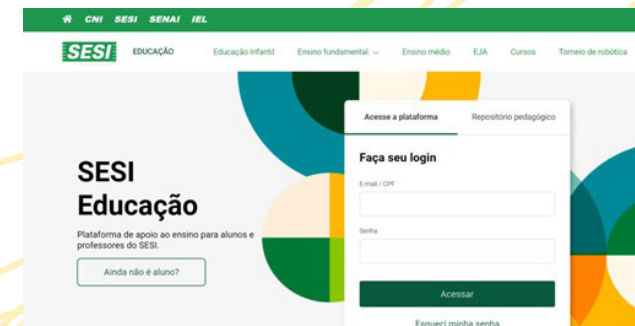 CNI SESI SENAI IEL
SESI EDUCAÇÃO Educação Infantil Ensino fundamental Ensino médio EJA Cursos Torneio de robótica
Acesse a plataforma Repositório pedagógico
SESI
Educação
Plataforma de apoio ao ensino para alunos e
professores do SESI.
Ainda não é aluno?
Faça seu login
E-mail / CPF
Senha
Acessar
Esqueci minha senha